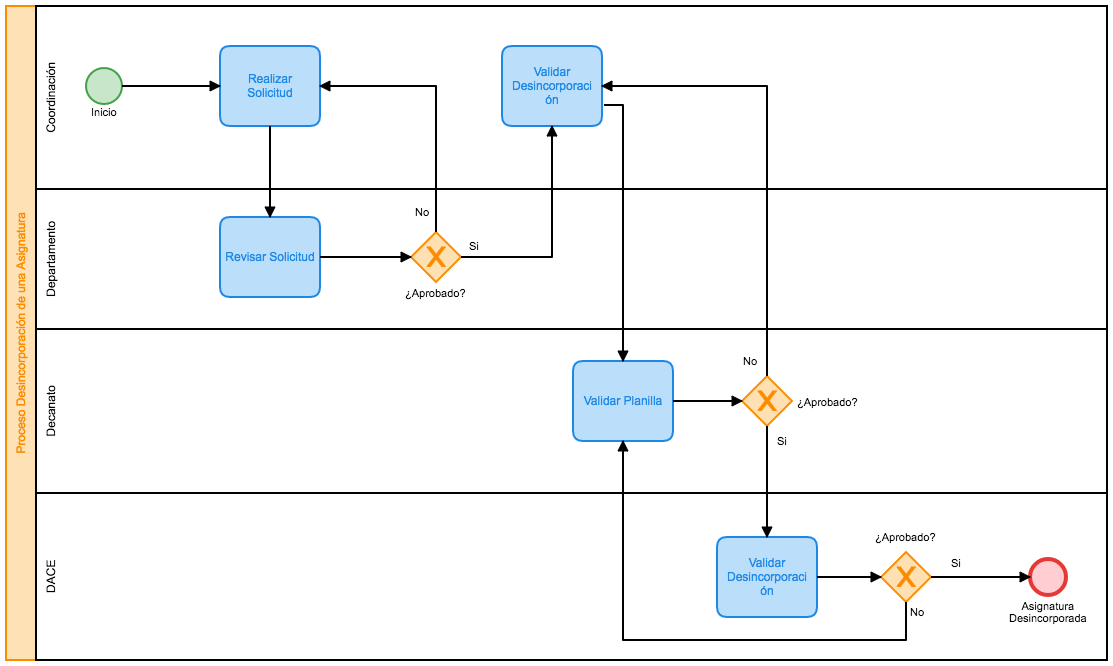 Proceso Desincorporación de una Asignatura
Coordinación
Inicio
Realizar
Solicitud
Validar
Desincorporaci
ón
Departamento
Revisar Solicitud
No
Si
¿Aprobado?
Decanato
Validar Planilla
No
¿Aprobado?
Si
DACE
Validar
Desincorporaci
ón
¿Aprobado?
Si
No
Asignatura
Desincorporada